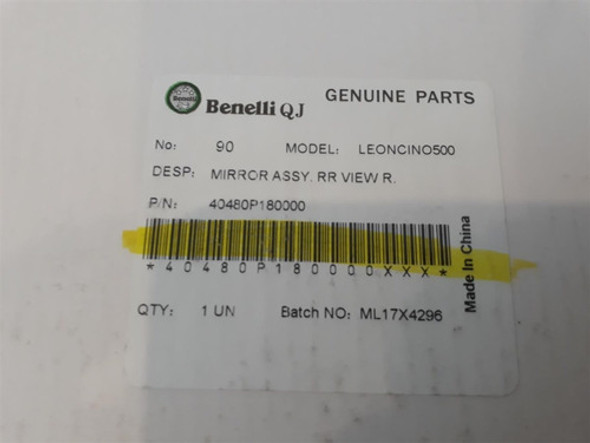 Benelli
Benelli QJ GENUINE PARTS
No: 90 MODEL: LEONCINO500
DESP: MIRROR ASSY. RR VIEW R.
P/N: 40480P180000
*40480P180000XXX*
Made In China
QTY: 1 UN Batch NO: ML17X4296